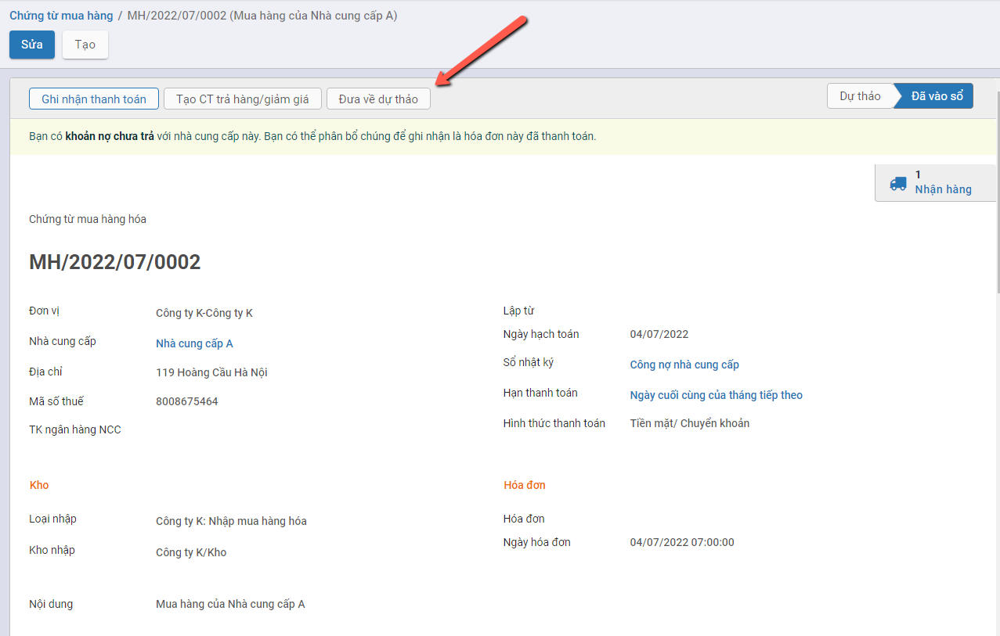 Chứng từ mua hàng / MH/2022/07/0002 (Mua hàng của Nhà cung cấp A)
Sửa Tạo
Ghi nhận thanh toán Tạo CT trả hàng/giảm giá Đưa về dự thảo Dự thảo Đã vào sổ
Bạn có khoản nợ chưa trả với nhà cung cấp này. Bạn có thể phân bổ chúng để ghi nhận là hóa đơn này đã thanh toán.
1
Nhận hàng
Chứng từ mua hàng hóa
MH/2022/07/0002
Đơn vị Công ty K-Công ty K
Nhà cung cấp Nhà cung cấp A
Địa chỉ 119 Hoàng Cầu Hà Nội
Mã số thuế 8008675464
TK ngân hàng NCC
Lập từ
Ngày hạch toán 04/07/2022
Sổ nhật ký Công nợ nhà cung cấp
Hạn thanh toán Ngày cuối cùng của tháng tiếp theo
Hình thức thanh toán Tiền mặt/ Chuyển khoản
Kho
Loại nhập Công ty K: Nhập mua hàng hóa
Kho nhập Công ty K/Kho
Hóa đơn
Hóa đơn
Ngày hóa đơn 04/07/2022 07:00:00
Nội dung Mua hàng của Nhà cung cấp A